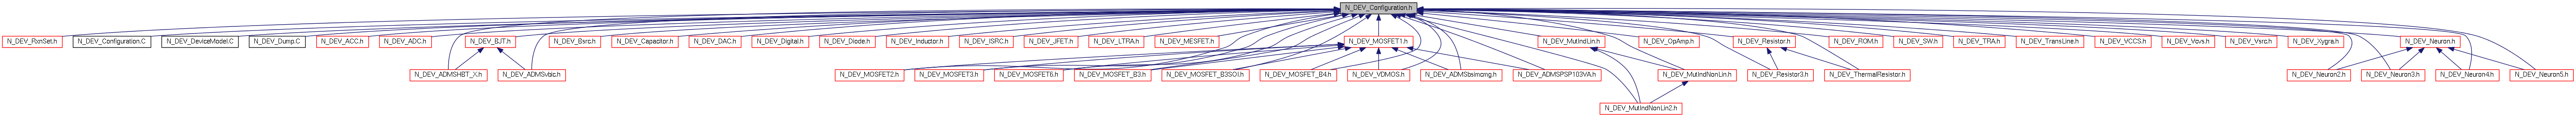 N_DEV_Configuration.h
N_DEV_RxnSet.h
N_DEV_Configuration.C
N_DEV_DeviceModel.C
N_DEV_Dump.C
N_DEV_ACC.h
N_DEV_ADC.h
N_DEV_BJT.h
N_DEV_Bsrc.h
N_DEV_Capacitor.h
N_DEV_DAC.h
N_DEV_Digital.h
N_DEV_Diode.h
N_DEV_Inductor.h
N_DEV_ISRC.h
N_DEV_JFET.h
N_DEV_LTRA.h
N_DEV_MESFET.h
N_DEV_MOSFET1.h
N_DEV_MutIndLin.h
N_DEV_OpAmp.h
N_DEV_Resistor.h
N_DEV_ROM.h
N_DEV_SW.h
N_DEV_TRA.h
N_DEV_TransLine.h
N_DEV_VCCS.h
N_DEV_Vcvs.h
N_DEV_Vsrc.h
N_DEV_Xygra.h
N_DEV_Neuron.h
N_DEV_ADMSHBT_X.h
N_DEV_ADMSvbic.h
N_DEV_MOSFET2.h
N_DEV_MOSFET3.h
N_DEV_MOSFET6.h
N_DEV_MOSFET_B3.h
N_DEV_MOSFET_B3SOI.h
N_DEV_MOSFET_B4.h
N_DEV_VDMOS.h
N_DEV_ADMSbsimcmg.h
N_DEV_ADMSPSP103VA.h
N_DEV_MutIndNonLin.h
N_DEV_Resistor3.h
N_DEV_ThermalResistor.h
N_DEV_Neuron2.h
N_DEV_Neuron3.h
N_DEV_Neuron4.h
N_DEV_Neuron5.h
N_DEV_MutIndNonLin2.h